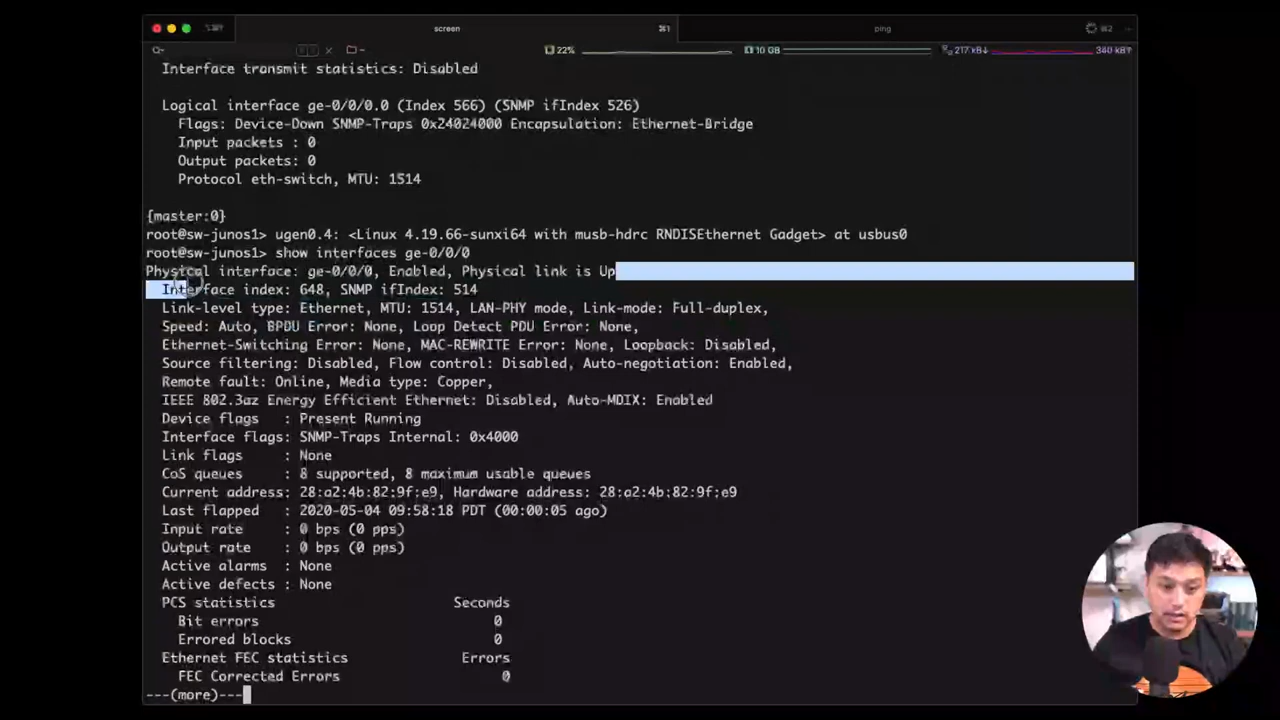 screen ⌘1 ping ⌘2
22% 10 GB 217 kB↓ 340 kB↑
Interface transmit statistics: Disabled
Logical interface ge-0/0/0.0 (Index 566) (SNMP ifIndex 526)
Flags: Device-Down SNMP-Traps 0x24024000 Encapsulation: Ethernet-Bridge
Input packets : 0
Output packets: 0
Protocol eth-switch, MTU: 1514
{master:0}
root@sw-junos1> ugen0.4: <Linux 4.19.66-sunxi64 with musb-hdrc RNDISEthernet Gadget> at usbus0
root@sw-junos1> show interfaces ge-0/0/0
Physical interface: ge-0/0/0, Enabled, Physical link is Up
Interface index: 648, SNMP ifIndex: 514
Link-level type: Ethernet, MTU: 1514, LAN-PHY mode, Link-mode: Full-duplex,
Speed: Auto, BPDU Error: None, Loop Detect PDU Error: None,
Ethernet-Switching Error: None, MAC-REWRITE Error: None, Loopback: Disabled,
Source filtering: Disabled, Flow control: Disabled, Auto-negotiation: Enabled,
Remote fault: Online, Media type: Copper,
IEEE 802.3az Energy Efficient Ethernet: Disabled, Auto-MDIX: Enabled
Device flags : Present Running
Interface flags: SNMP-Traps Internal: 0x4000
Link flags : None
CoS queues : 8 supported, 8 maximum usable queues
Current address: 28:a2:4b:82:9f:e9, Hardware address: 28:a2:4b:82:9f:e9
Last flapped : 2020-05-04 09:58:18 PDT (00:00:05 ago)
Input rate : 0 bps (0 pps)
Output rate : 0 bps (0 pps)
Active alarms : None
Active defects : None
PCS statistics Seconds
Bit errors 0
Errored blocks 0
Ethernet FEC statistics Errors
FEC Corrected Errors 0
---(more)---